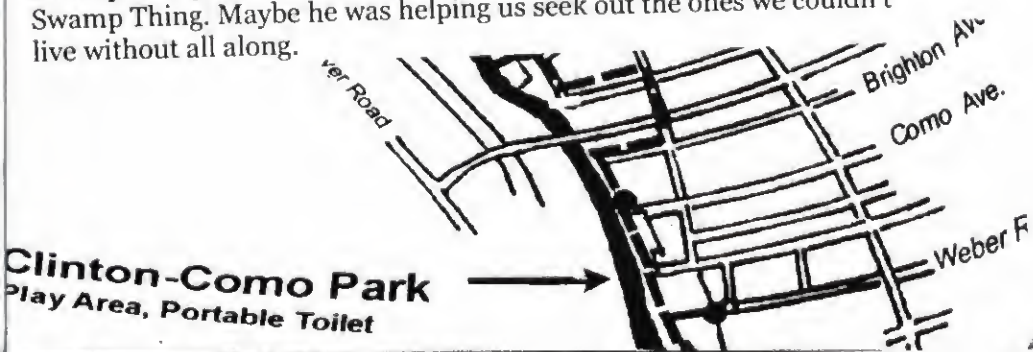 Swamp Thing. Maybe he was helping us seek out the ones we couldn't
live without all along.
ver Road
Brighton Av
Como Ave.
Weber
Clinton-Como Park
Play Area, Portable Toilet